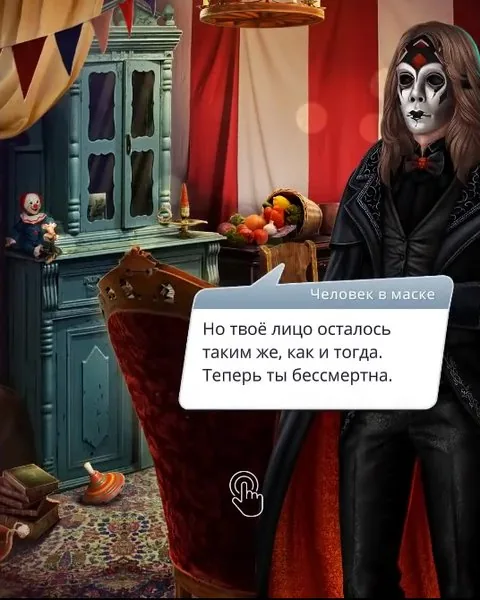 Человек в маске
Но твоё лицо осталось
таким же, как и тогда.
Теперь ты бессмертна.